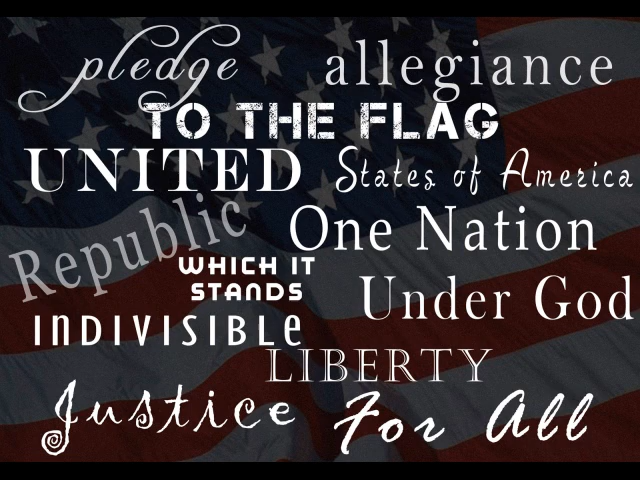 pledge allegiance
TO THE FLAG
UNITED States of America
Republic One Nation
WHICH IT
STANDS
Under God
INDIVISIBLe
LIBERTY
Justice For All